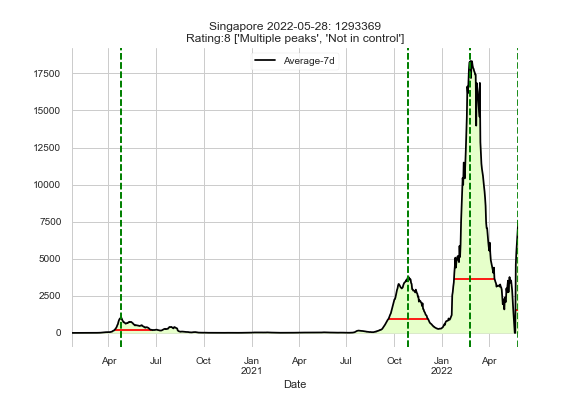 Singapore 2022-05-28: 1293369
Rating:8 ['Multiple peaks', 'Not in control']
Average-7d
17500
15000
12500
10000
7500
5000
2500
0
Apr Jul Oct Jan Apr Jul Oct Jan Apr
2021 2022
Date